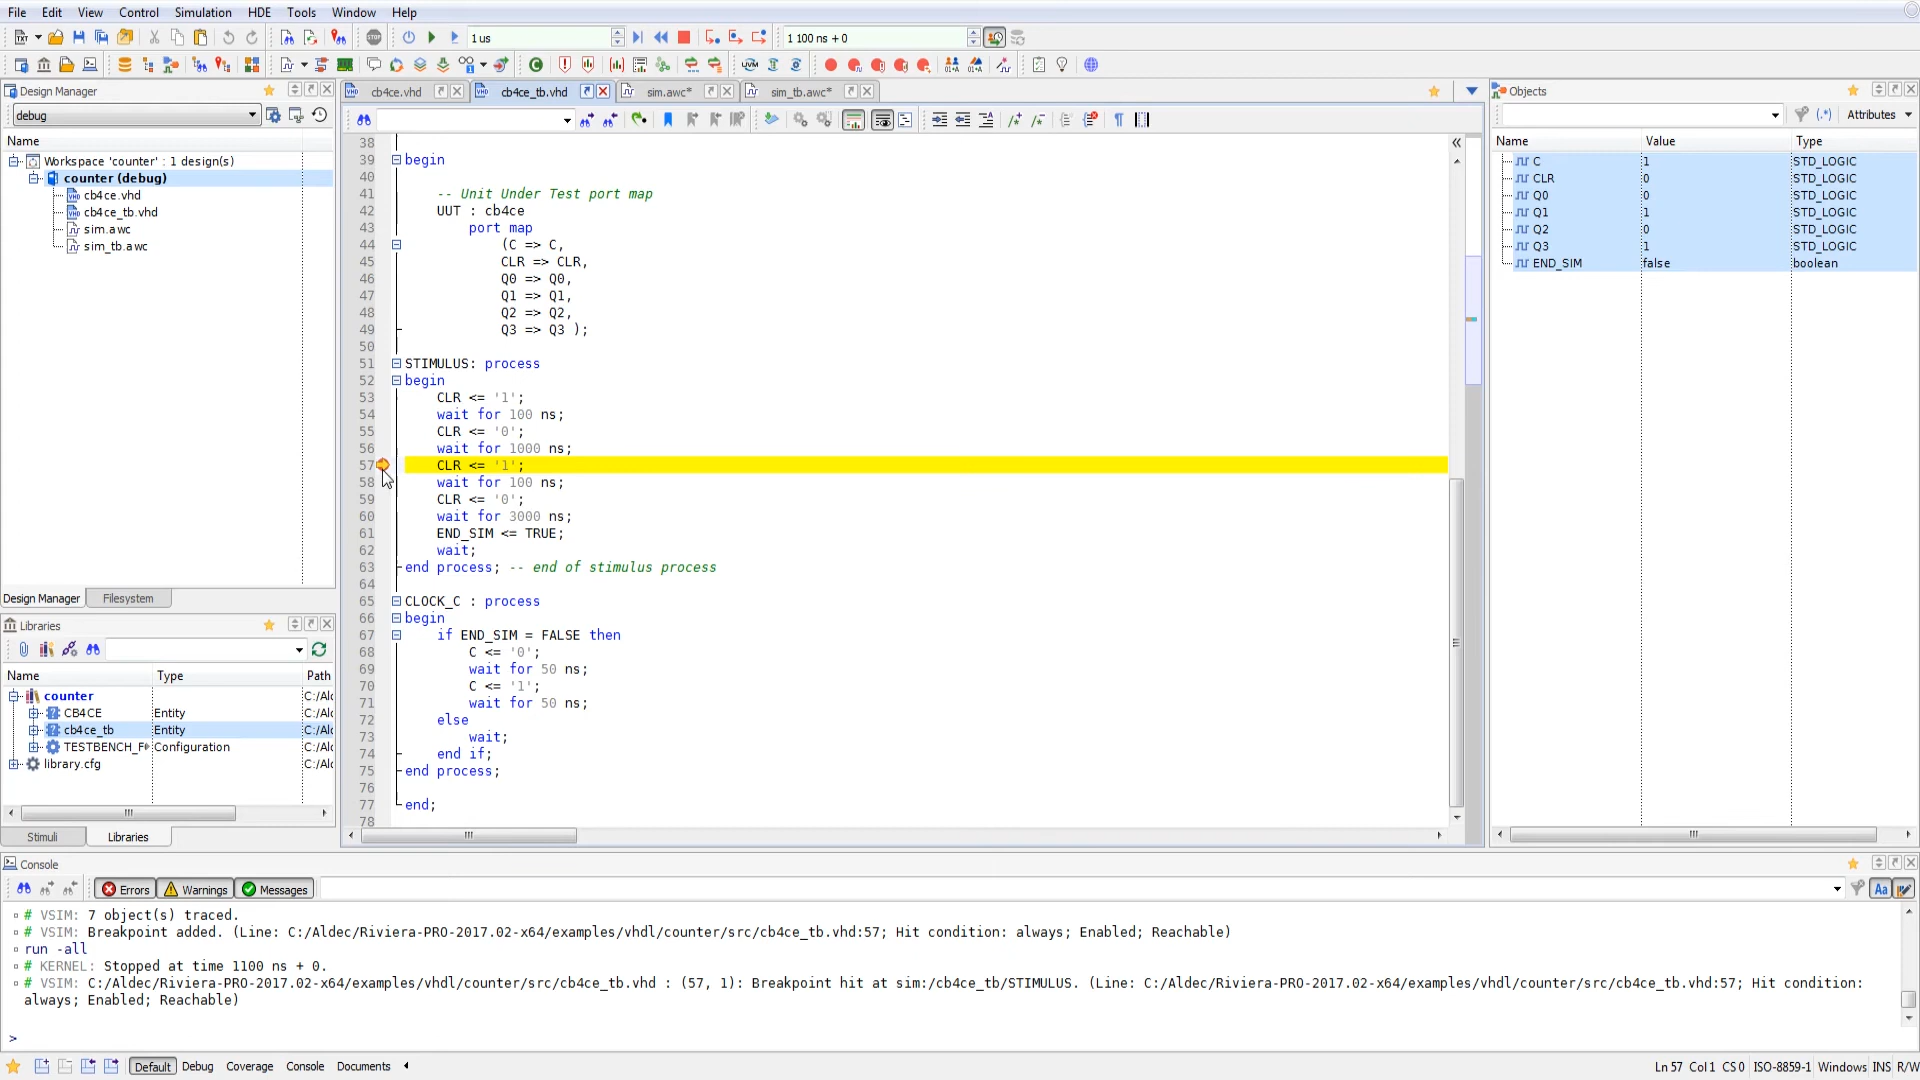 File Edit View Control Simulation HDE Tools Window Help
1 us
1 100 ns + 0
Design Manager
debug
Name
Workspace 'counter' : 1 design(s)
counter (debug)
cb4ce.vhd
cb4ce_tb.vhd
sim.awc
sim_tb.awc
Design Manager Filesystem
Libraries
Name Type Path
counter C:/Ald
CB4CE Entity C:/Ald
cb4ce_tb Entity C:/Ald
TESTBENCH_F Configuration C:/Ald
library.cfg C:/Ald
Stimuli Libraries
cb4ce.vhd cb4ce_tb.vhd sim.awc* sim_tb.awc*
38
39 begin
40
41 -- Unit Under Test port map
42 UUT : cb4ce
43 port map
44 (C => C,
45 CLR => CLR,
46 Q0 => Q0,
47 Q1 => Q1,
48 Q2 => Q2,
49 Q3 => Q3 );
50
51 STIMULUS: process
52 begin
53 CLR <= '1';
54 wait for 100 ns;
55 CLR <= '0';
56 wait for 1000 ns;
57 CLR <= '1';
58 wait for 100 ns;
59 CLR <= '0';
60 wait for 3000 ns;
61 END_SIM <= TRUE;
62 wait;
63 end process; -- end of stimulus process
64
65 CLOCK_C : process
66 begin
67 if END_SIM = FALSE then
68 C <= '0';
69 wait for 50 ns;
70 C <= '1';
71 wait for 50 ns;
72 else
73 wait;
74 end if;
75 end process;
76
77 end;
78
Objects
Attributes
Name Value Type
C 1 STD_LOGIC
CLR 0 STD_LOGIC
Q0 0 STD_LOGIC
Q1 1 STD_LOGIC
Q2 0 STD_LOGIC
Q3 1 STD_LOGIC
END_SIM false boolean
Console
Errors Warnings Messages
Aa
# VSIM: 7 object(s) traced.
# VSIM: Breakpoint added. (Line: C:/Aldec/Riviera-PRO-2017.02-x64/examples/vhdl/counter/src/cb4ce_tb.vhd:57; Hit condition: always; Enabled; Reachable)
run -all
# KERNEL: Stopped at time 1100 ns + 0.
# VSIM: C:/Aldec/Riviera-PRO-2017.02-x64/examples/vhdl/counter/src/cb4ce_tb.vhd : (57, 1): Breakpoint hit at sim:/cb4ce_tb/STIMULUS. (Line: C:/Aldec/Riviera-PRO-2017.02-x64/examples/vhdl/counter/src/cb4ce_tb.vhd:57; Hit condition:
always; Enabled; Reachable)
>
Default Debug Coverage Console Documents
Ln 57 Col 1 CS 0 ISO-8859-1 Windows INS R/W